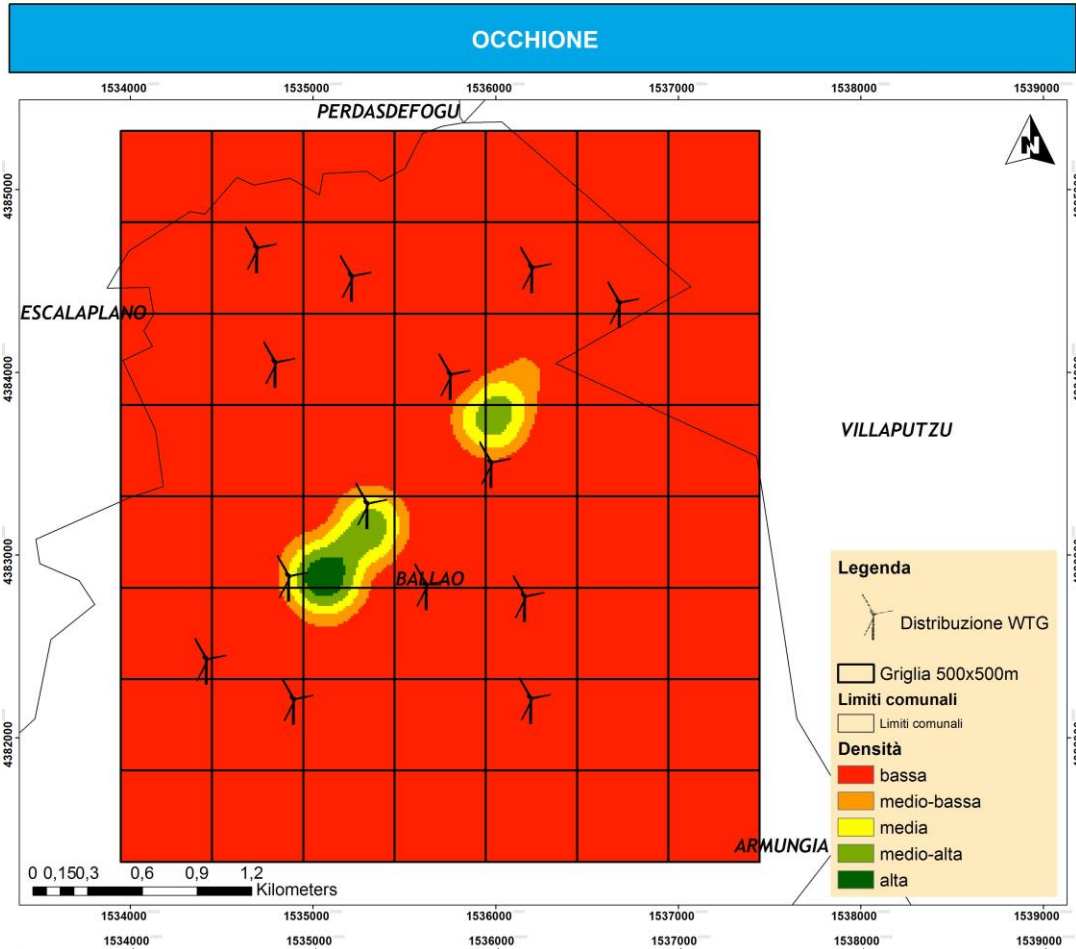 OCCHIONE
1534000 1535000 1536000 1537000 1538000 1539000
PERDASDEFOGU
N
4385000
ESCALAPLANO
4384000
VILLAPUTZU
4383000
BALLAO
4382000
ARMUNGIA
Legenda
Distribuzione WTG
Griglia 500x500m
Limiti comunali
Limiti comunali
Densità
bassa
medio-bassa
media
medio-alta
alta
0 0,150,3 0,6 0,9 1,2
Kilometers
1534000 1535000 1536000 1537000 1538000 1539000